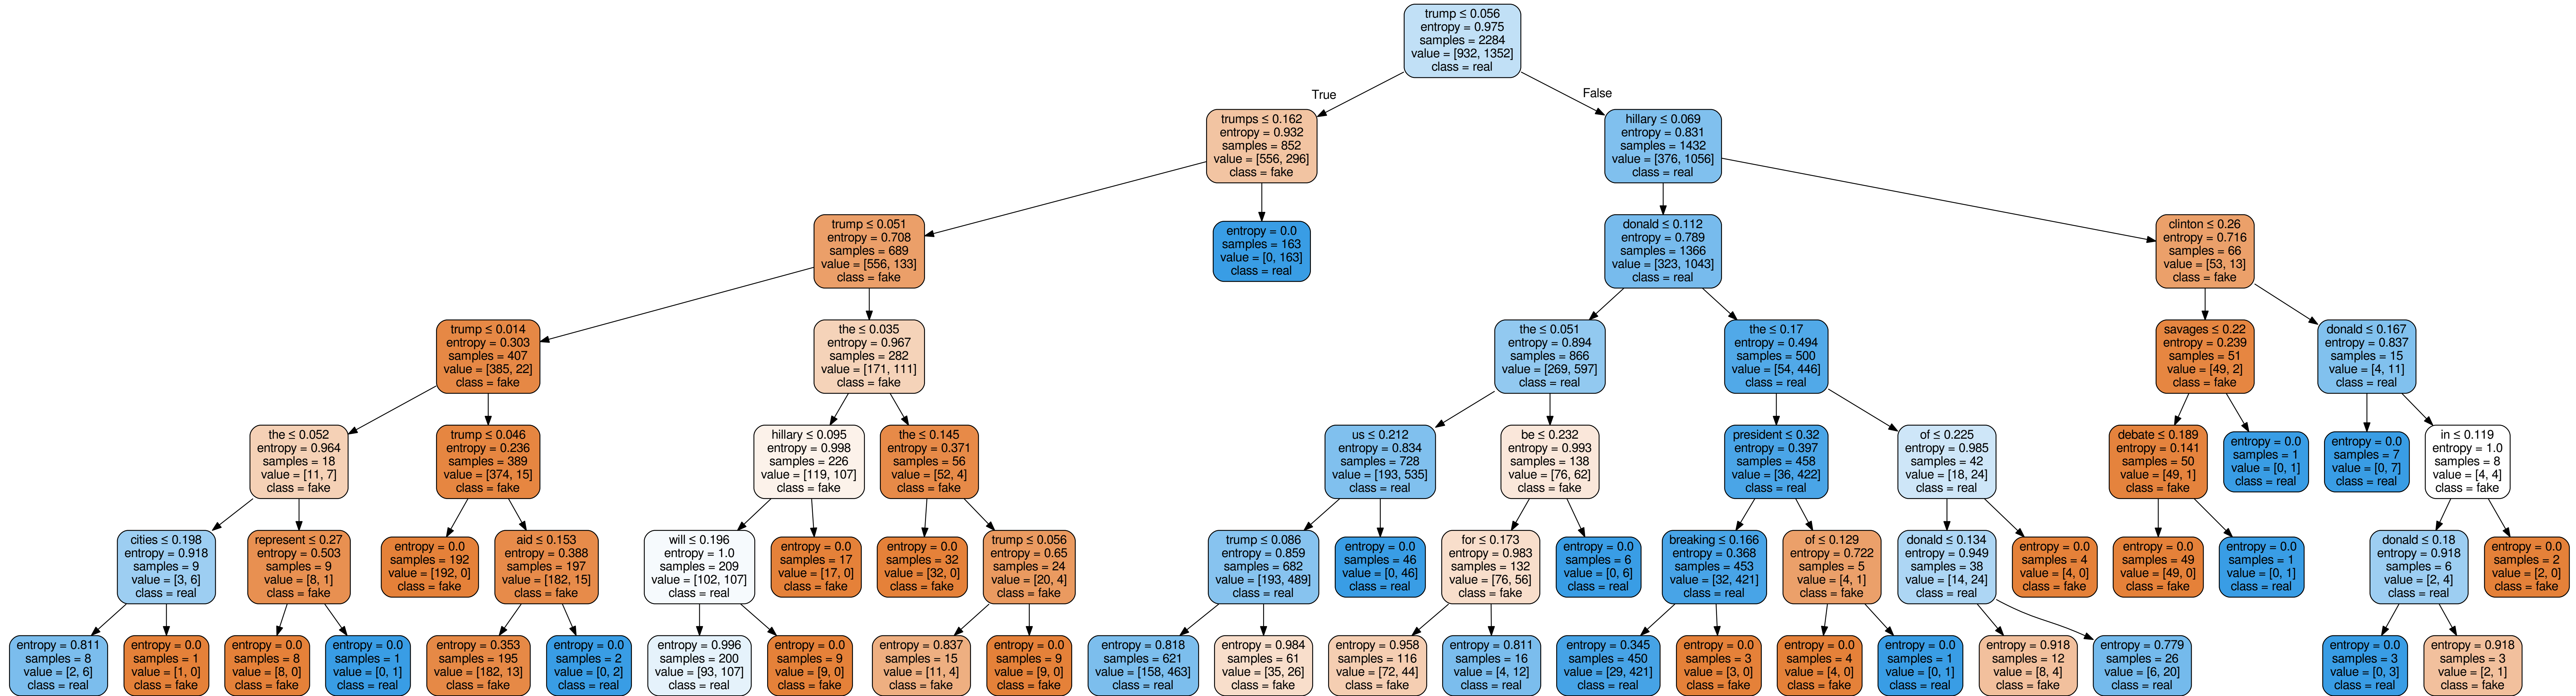 trump ≤ 0.056
entropy = 0.975
samples = 2284
value = [932, 1352]
class = real
True
False
trumps ≤ 0.162
entropy = 0.932
samples = 852
value = [556, 296]
class = fake
hillary ≤ 0.069
entropy = 0.831
samples = 1432
value = [376, 1056]
class = real
trump ≤ 0.051
entropy = 0.708
samples = 689
value = [556, 133]
class = fake
entropy = 0.0
samples = 163
value = [0, 163]
class = real
donald ≤ 0.112
entropy = 0.789
samples = 1366
value = [323, 1043]
class = real
clinton ≤ 0.26
entropy = 0.716
samples = 66
value = [53, 13]
class = fake
trump ≤ 0.014
entropy = 0.303
samples = 407
value = [385, 22]
class = fake
the ≤ 0.035
entropy = 0.967
samples = 282
value = [171, 111]
class = fake
the ≤ 0.051
entropy = 0.894
samples = 866
value = [269, 597]
class = real
the ≤ 0.17
entropy = 0.494
samples = 500
value = [54, 446]
class = real
savages ≤ 0.22
entropy = 0.239
samples = 51
value = [49, 2]
class = fake
donald ≤ 0.167
entropy = 0.837
samples = 15
value = [4, 11]
class = real
the ≤ 0.052
entropy = 0.964
samples = 18
value = [11, 7]
class = fake
trump ≤ 0.046
entropy = 0.236
samples = 389
value = [374, 15]
class = fake
hillary ≤ 0.095
entropy = 0.998
samples = 226
value = [119, 107]
class = fake
the ≤ 0.145
entropy = 0.371
samples = 56
value = [52, 4]
class = fake
us ≤ 0.212
entropy = 0.834
samples = 728
value = [193, 535]
class = real
be ≤ 0.232
entropy = 0.993
samples = 138
value = [76, 62]
class = fake
president ≤ 0.32
entropy = 0.397
samples = 458
value = [36, 422]
class = real
of ≤ 0.225
entropy = 0.985
samples = 42
value = [18, 24]
class = real
debate ≤ 0.189
entropy = 0.141
samples = 50
value = [49, 1]
class = fake
entropy = 0.0
samples = 1
value = [0, 1]
class = real
entropy = 0.0
samples = 7
value = [0, 7]
class = real
in ≤ 0.119
entropy = 1.0
samples = 8
value = [4, 4]
class = fake
cities ≤ 0.198
entropy = 0.918
samples = 9
value = [3, 6]
class = real
represent ≤ 0.27
entropy = 0.503
samples = 9
value = [8, 1]
class = fake
entropy = 0.0
samples = 192
value = [192, 0]
class = fake
aid ≤ 0.153
entropy = 0.388
samples = 197
value = [182, 15]
class = fake
will ≤ 0.196
entropy = 1.0
samples = 209
value = [102, 107]
class = real
entropy = 0.0
samples = 17
value = [17, 0]
class = fake
entropy = 0.0
samples = 32
value = [32, 0]
class = fake
trump ≤ 0.056
entropy = 0.65
samples = 24
value = [20, 4]
class = fake
trump ≤ 0.086
entropy = 0.859
samples = 682
value = [193, 489]
class = real
entropy = 0.0
samples = 46
value = [0, 46]
class = real
for ≤ 0.173
entropy = 0.983
samples = 132
value = [76, 56]
class = fake
entropy = 0.0
samples = 6
value = [0, 6]
class = real
breaking ≤ 0.166
entropy = 0.368
samples = 453
value = [32, 421]
class = real
of ≤ 0.129
entropy = 0.722
samples = 5
value = [4, 1]
class = fake
donald ≤ 0.134
entropy = 0.949
samples = 38
value = [14, 24]
class = real
entropy = 0.0
samples = 4
value = [4, 0]
class = fake
entropy = 0.0
samples = 49
value = [49, 0]
class = fake
entropy = 0.0
samples = 1
value = [0, 1]
class = real
donald ≤ 0.18
entropy = 0.918
samples = 6
value = [2, 4]
class = real
entropy = 0.0
samples = 2
value = [2, 0]
class = fake
entropy = 0.811
samples = 8
value = [2, 6]
class = real
entropy = 0.0
samples = 1
value = [1, 0]
class = fake
entropy = 0.0
samples = 8
value = [8, 0]
class = fake
entropy = 0.0
samples = 1
value = [0, 1]
class = real
entropy = 0.353
samples = 195
value = [182, 13]
class = fake
entropy = 0.0
samples = 2
value = [0, 2]
class = real
entropy = 0.996
samples = 200
value = [93, 107]
class = real
entropy = 0.0
samples = 9
value = [9, 0]
class = fake
entropy = 0.837
samples = 15
value = [11, 4]
class = fake
entropy = 0.0
samples = 9
value = [9, 0]
class = fake
entropy = 0.818
samples = 621
value = [158, 463]
class = real
entropy = 0.984
samples = 61
value = [35, 26]
class = fake
entropy = 0.958
samples = 116
value = [72, 44]
class = fake
entropy = 0.811
samples = 16
value = [4, 12]
class = real
entropy = 0.345
samples = 450
value = [29, 421]
class = real
entropy = 0.0
samples = 3
value = [3, 0]
class = fake
entropy = 0.0
samples = 4
value = [4, 0]
class = fake
entropy = 0.0
samples = 1
value = [0, 1]
class = real
entropy = 0.918
samples = 12
value = [8, 4]
class = fake
entropy = 0.779
samples = 26
value = [6, 20]
class = real
entropy = 0.0
samples = 3
value = [0, 3]
class = real
entropy = 0.918
samples = 3
value = [2, 1]
class = fake